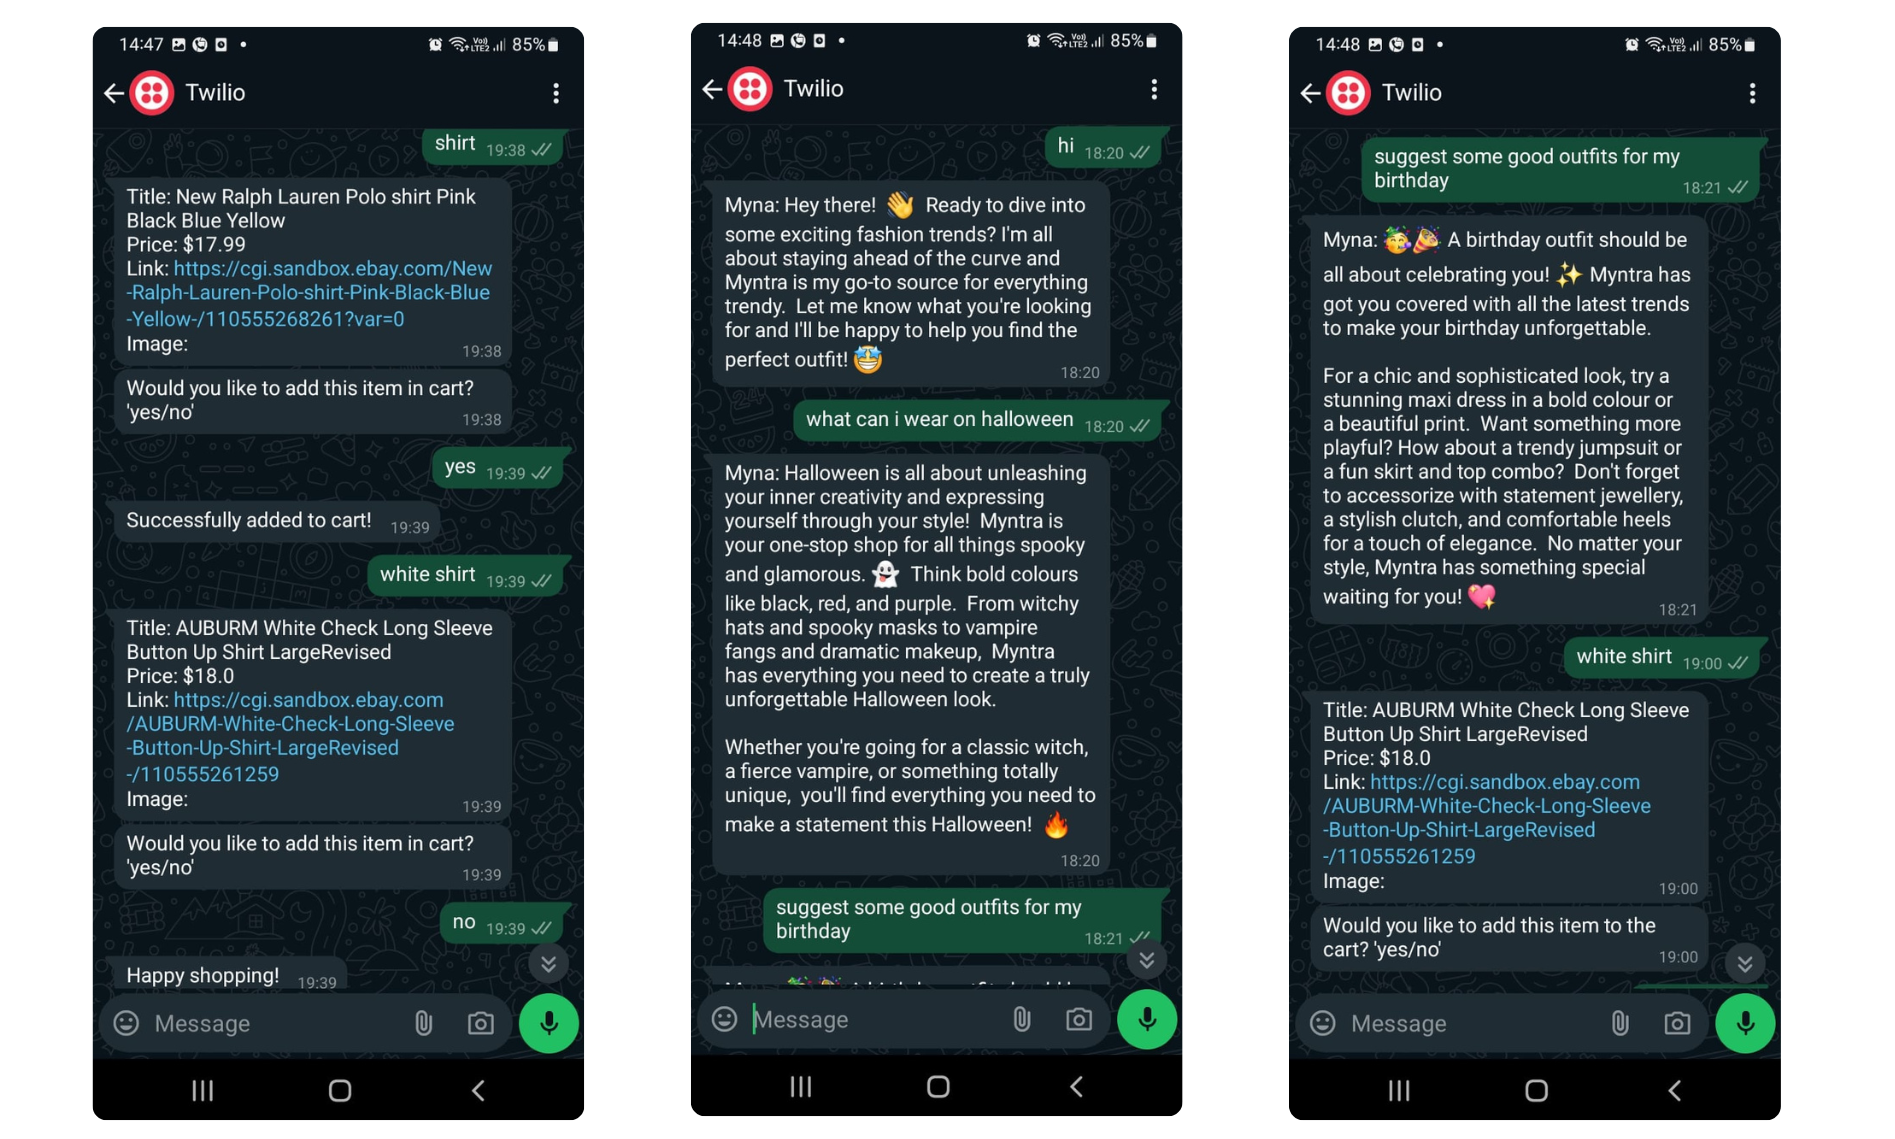 14:47
Vo))
LTE2
85%
Twilio
shirt 19:38
Title: New Ralph Lauren Polo shirt Pink
Black Blue Yellow
Price: $17.99
Link: https://cgi.sandbox.ebay.com/New
-Ralph-Lauren-Polo-shirt-Pink-Black-Blue
-Yellow-/110555268261?var=0
Image: 19:38
Would you like to add this item in cart?
'yes/no' 19:38
yes 19:39
Successfully added to cart! 19:39
white shirt 19:39
Title: AUBURM White Check Long Sleeve
Button Up Shirt LargeRevised
Price: $18.0
Link: https://cgi.sandbox.ebay.com
/AUBURM-White-Check-Long-Sleeve
-Button-Up-Shirt-LargeRevised
-/110555261259
Image: 19:39
Would you like to add this item in cart?
'yes/no' 19:39
no 19:39
Happy shopping! 19:39
Message
14:48
Vo))
LTE2
85%
Twilio
hi 18:20
Myna: Hey there! 👋 Ready to dive into
some exciting fashion trends? I'm all
about staying ahead of the curve and
Myntra is my go-to source for everything
trendy. Let me know what you're looking
for and I'll be happy to help you find the
perfect outfit! 🤩
18:20
what can i wear on halloween 18:20
Myna: Halloween is all about unleashing
your inner creativity and expressing
yourself through your style! Myntra is
your one-stop shop for all things spooky
and glamorous. 👻 Think bold colours
like black, red, and purple. From witchy
hats and spooky masks to vampire
fangs and dramatic makeup, Myntra
has everything you need to create a truly
unforgettable Halloween look.
Whether you're going for a classic witch,
a fierce vampire, or something totally
unique, you'll find everything you need to
make a statement this Halloween! 🔥
18:20
suggest some good outfits for my
birthday 18:21
Message
14:48
Vo))
LTE2
85%
Twilio
suggest some good outfits for my
birthday 18:21
Myna: 🥳🎉 A birthday outfit should be
all about celebrating you! ✨ Myntra has
got you covered with all the latest trends
to make your birthday unforgettable.
For a chic and sophisticated look, try a
stunning maxi dress in a bold colour or
a beautiful print. Want something more
playful? How about a trendy jumpsuit or
a fun skirt and top combo? Don't forget
to accessorize with statement jewellery,
a stylish clutch, and comfortable heels
for a touch of elegance. No matter your
style, Myntra has something special
waiting for you! 💖
18:21
white shirt 19:00
Title: AUBURM White Check Long Sleeve
Button Up Shirt LargeRevised
Price: $18.0
Link: https://cgi.sandbox.ebay.com
/AUBURM-White-Check-Long-Sleeve
-Button-Up-Shirt-LargeRevised
-/110555261259
Image: 19:00
Would you like to add this item to the
cart? 'yes/no' 19:00
Message